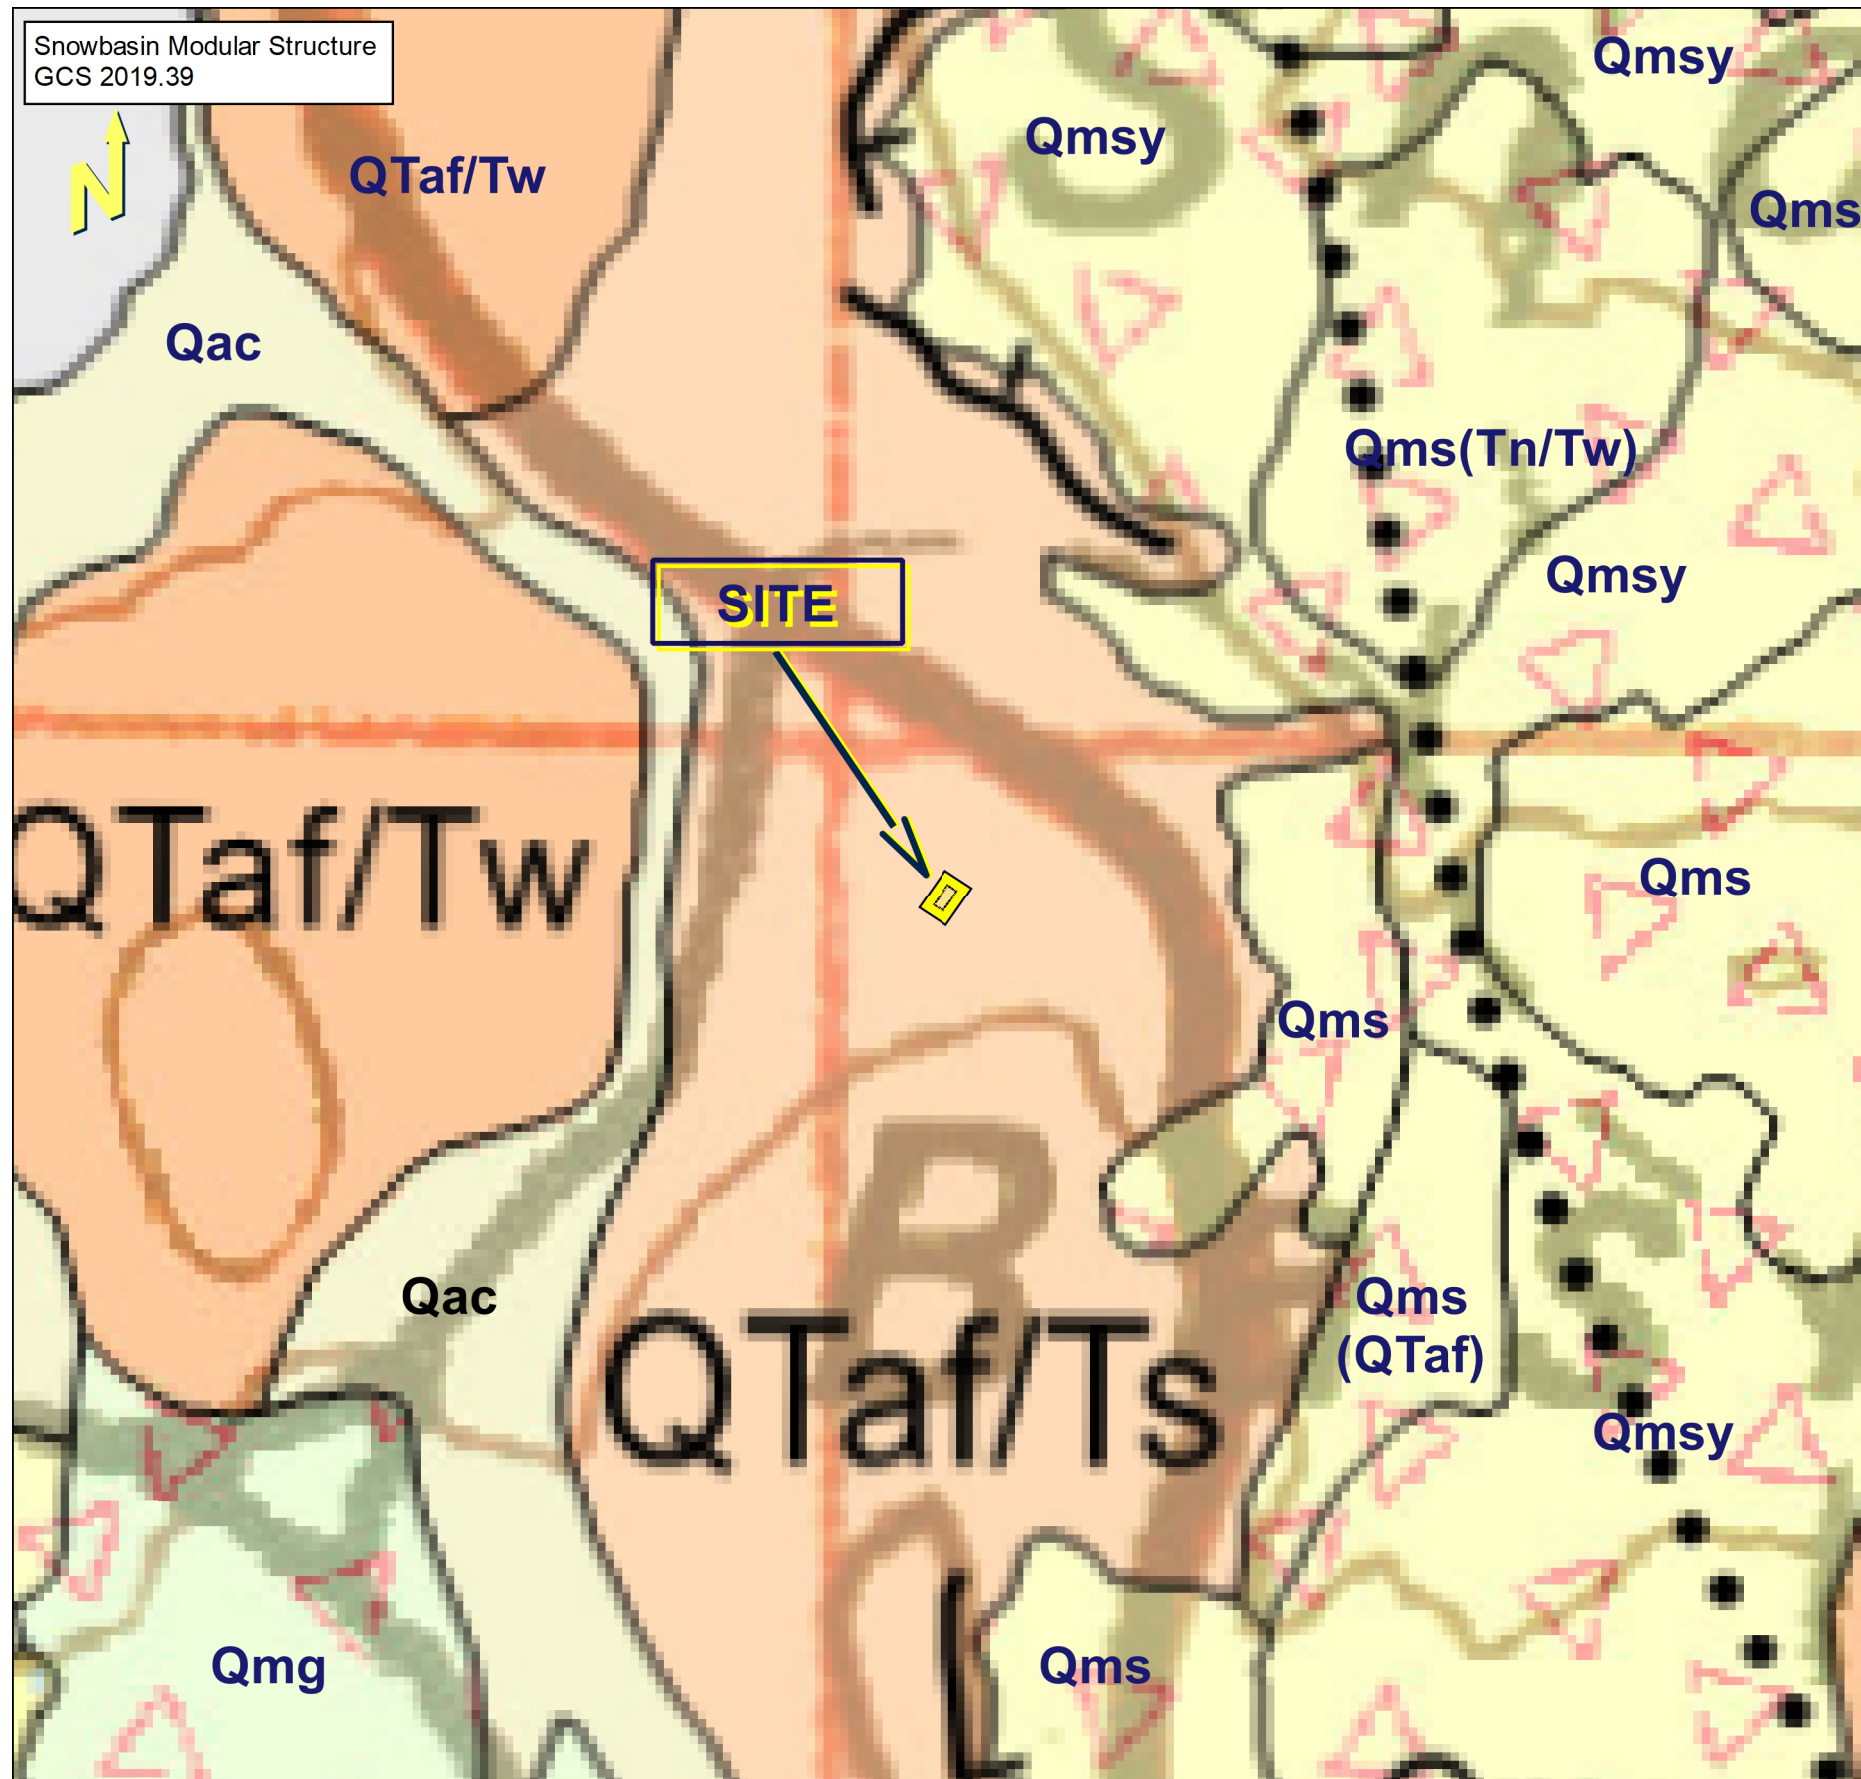 Snowbasin Modular Structure
GCS 2019.39
N
Qmsy
Qmsy
QTaf/Tw
Qms
Qac
Qms(Tn/Tw)
Qmsy
SITE
QTaf/Tw
Qms
Qms
R
Qac
Qms
(QTaf)
QTaf/Ts
Qmsy
Qmg
Qms